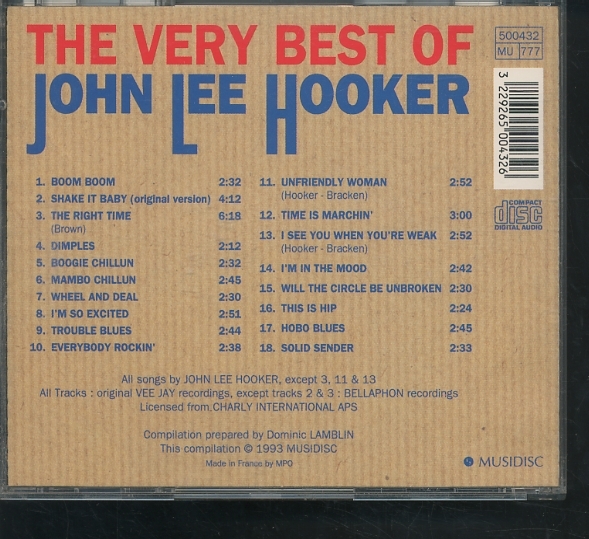 THE VERY BEST OF
JOHN LEE HOOKER
500432
MU 777
3 229265 004326
COMPACT
disc
DIGITAL AUDIO
1. BOOM BOOM 2:32
2. SHAKE IT BABY (original version) 4:12
3. THE RIGHT TIME 6:18
(Brown)
4. DIMPLES 2:12
5. BOOGIE CHILLUN 2:32
6. MAMBO CHILLUN 2:45
7. WHEEL AND DEAL 2:30
8. I'M SO EXCITED 2:51
9. TROUBLE BLUES 2:44
10. EVERYBODY ROCKIN' 2:38
11. UNFRIENDLY WOMAN 2:52
(Hooker - Bracken)
12. TIME IS MARCHIN' 3:00
13. I SEE YOU WHEN YOU'RE WEAK 2:52
(Hooker - Bracken)
14. I'M IN THE MOOD 2:42
15. WILL THE CIRCLE BE UNBROKEN 2:30
16. THIS IS HIP 2:24
17. HOBO BLUES 2:45
18. SOLID SENDER 2:33
All songs by JOHN LEE HOOKER, except 3, 11 & 13
All Tracks : original VEE JAY recordings, except tracks 2 & 3 : BELLAPHON recordings
Licensed from CHARLY INTERNATIONAL APS
Compilation prepared by Dominic LAMBLIN
This compilation © 1993 MUSIDISC
Made in France by MPO
MUSIDISC